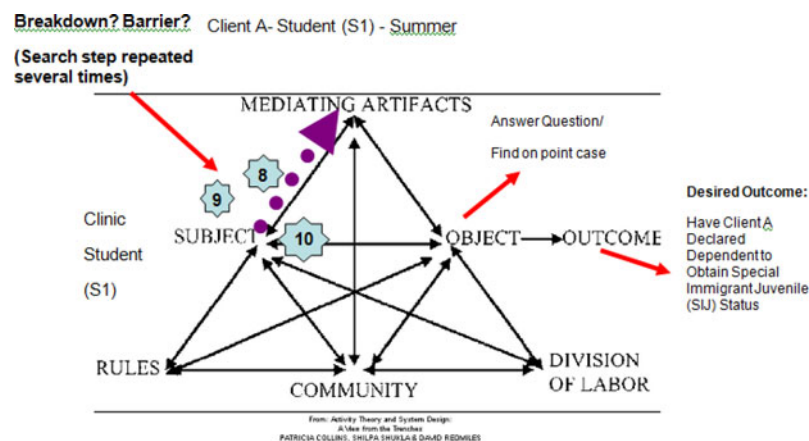 Breakdown? Barrier?
Client A- Student (S1) - Summer
(Search step repeated
several times)
MEDIATING ARTIFACTS
Answer Question/
Find on point case
8
9
10
Clinic
Student
(S1)
SUBJECT
OBJECT
OUTCOME
Desired Outcome:
Have Client A
Declared
Dependent to
Obtain Special
Immigrant Juvenile
(SIJ) Status
RULES
COMMUNITY
DIVISION
OF LABOR
From: Activity Theory and System Design:
A View from the Trenches
PATRICIA COLLINS, SHILPA SHUKLA & DAVID REDMILES